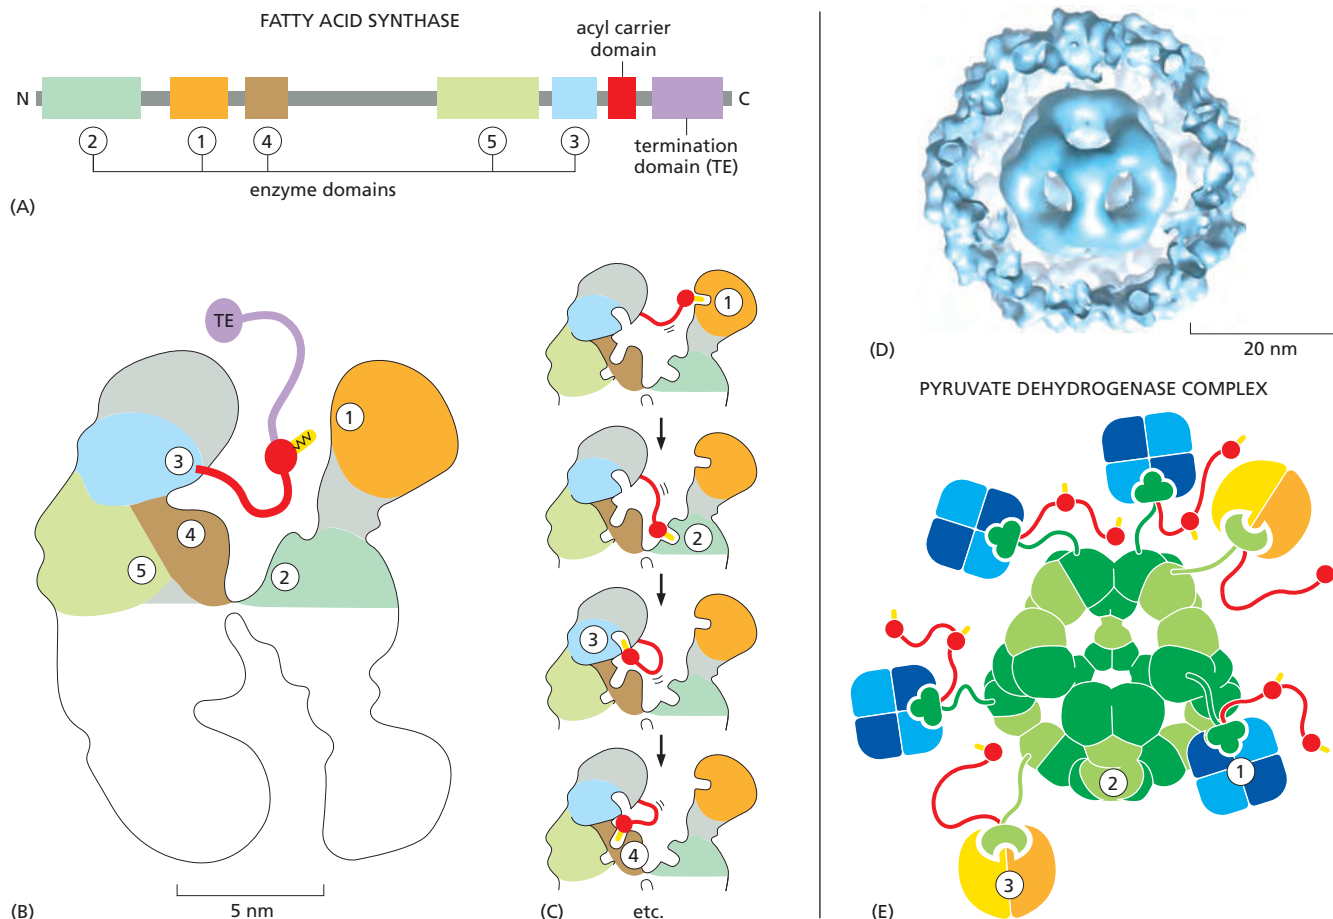 FATTY ACID SYNTHASE
acyl carrier
domain
N
C
2
1
4
5
3
termination
domain (TE)
enzyme domains
(A)
TE
1
3
4
5
2
5 nm
(B)
1
2
3
4
(C)
etc.
20 nm
(D)
PYRUVATE DEHYDROGENASE COMPLEX
1
2
3
(E)